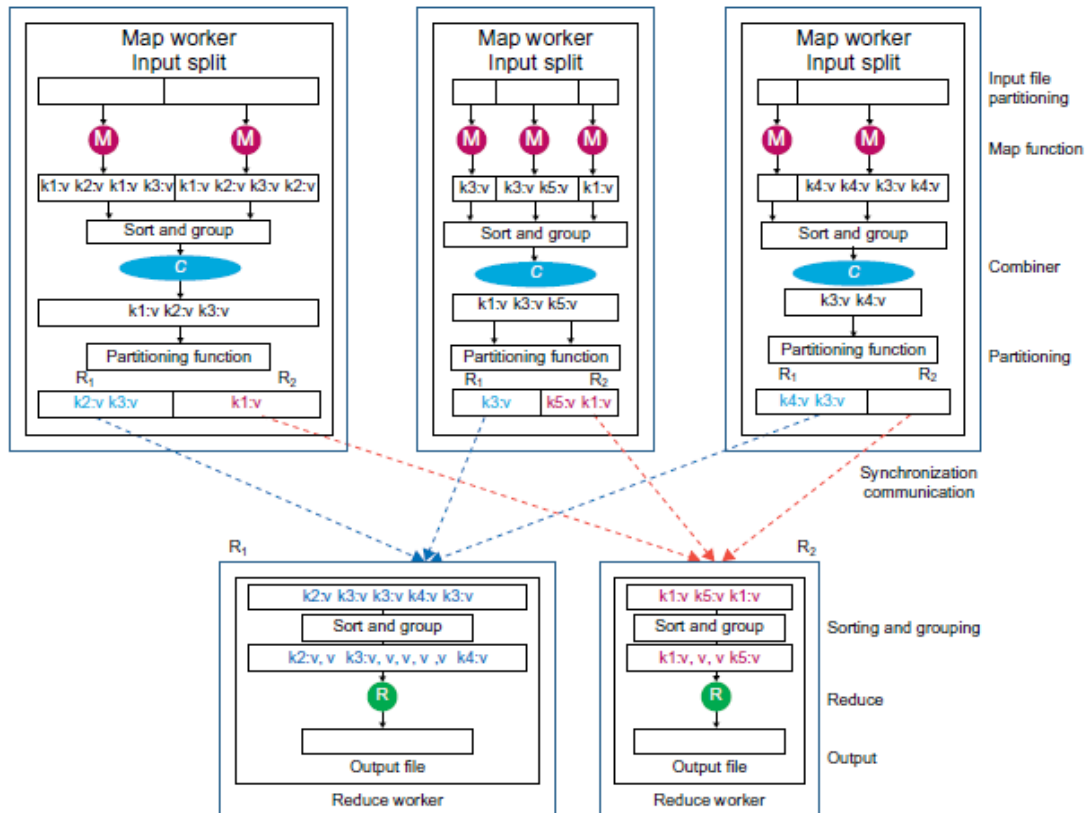 Map worker
Input split
M M
k1:v k2:v k1:v k3:v k1:v k2:v k3:v k2:v
Sort and group
C
k1:v k2:v k3:v
Partitioning function
R1 R2
k2:v k3:v k1:v
Map worker
Input split
M M M
k3:v k3:v k5:v k1:v
Sort and group
C
k1:v k3:v k5:v
Partitioning function
R1 R2
k3:v k5:v k1:v
Map worker
Input split
M M
k4:v k4:v k3:v k4:v
Sort and group
C
k3:v k4:v
Partitioning function
R1 R2
k4:v k3:v
Input file
partitioning
Map function
Combiner
Partitioning
Synchronization
communication
R1
k2:v k3:v k3:v k4:v k3:v
Sort and group
k2:v, v k3:v, v, v, v ,v k4:v
R
Output file
Reduce worker
R2
k1:v k5:v k1:v
Sort and group
k1:v, v, v k5:v
R
Output file
Reduce worker
Sorting and grouping
Reduce
Output